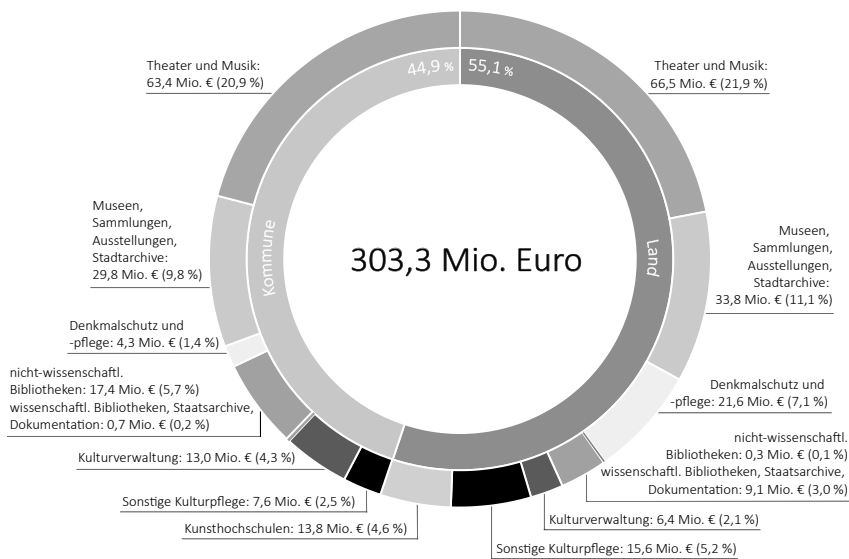 44,9 %
55,1 %
Theater und Musik:
63,4 Mio. € (20,9 %)
Theater und Musik:
66,5 Mio. € (21,9 %)
Museen,
Sammlungen,
Ausstellungen,
Stadtarchive:
29,8 Mio. € (9,8 %)
Kommune
303,3 Mio. Euro
Land
Museen,
Sammlungen,
Ausstellungen,
Stadtarchive:
33,8 Mio. € (11,1 %)
Denkmalschutz und
-pflege: 4,3 Mio. € (1,4 %)
nicht-wissenschaftl.
Bibliotheken: 17,4 Mio. € (5,7 %)
wissenschaftl. Bibliotheken, Staatsarchive,
Dokumentation: 0,7 Mio. € (0,2 %)
Kulturverwaltung: 13,0 Mio. € (4,3 %)
Sonstige Kulturpflege: 7,6 Mio. € (2,5 %)
Kunsthochschulen: 13,8 Mio. € (4,6 %)
Denkmalschutz und
-pflege: 21,6 Mio. € (7,1 %)
nicht-wissenschaftl.
Bibliotheken: 0,3 Mio. € (0,1 %)
wissenschaftl. Bibliotheken, Staatsarchive,
Dokumentation: 9,1 Mio. € (3,0 %)
Kulturverwaltung: 6,4 Mio. € (2,1 %)
Sonstige Kulturpflege: 15,6 Mio. € (5,2 %)